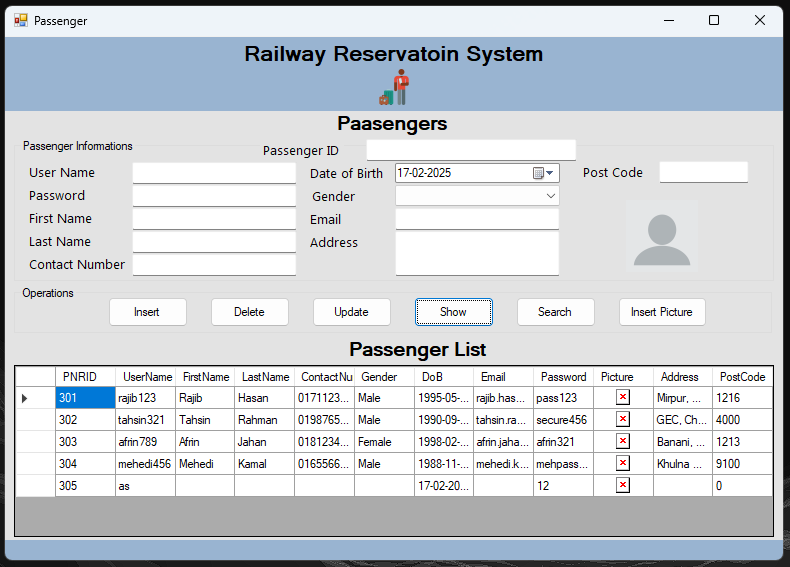 Passenger
Railway Reservatoin System
Paasengers
Passenger Informations
Passenger ID
User Name Date of Birth 17-02-2025 Post Code
Password Gender
First Name Email
Last Name Address
Contact Number
Operations
Insert Delete Update Show Search Insert Picture
Passenger List
PNRID UserName FirstName LastName ContactNu Gender DoB Email Password Picture Address PostCode
301 rajib123 Rajib Hasan 0171123... Male 1995-05-... rajib.has... pass123 Mirpur, ... 1216
302 tahsin321 Tahsin Rahman 0198765... Male 1990-09-... tahsin.ra... secure456 GEC, Ch... 4000
303 afrin789 Afrin Jahan 0181234... Female 1998-02-... afrin.jaha... afrin321 Banani, ... 1213
304 mehedi456 Mehedi Kamal 0165566... Male 1988-11-... mehedi.k... mehpass... Khulna ... 9100
305 as 17-02-20... 12 0